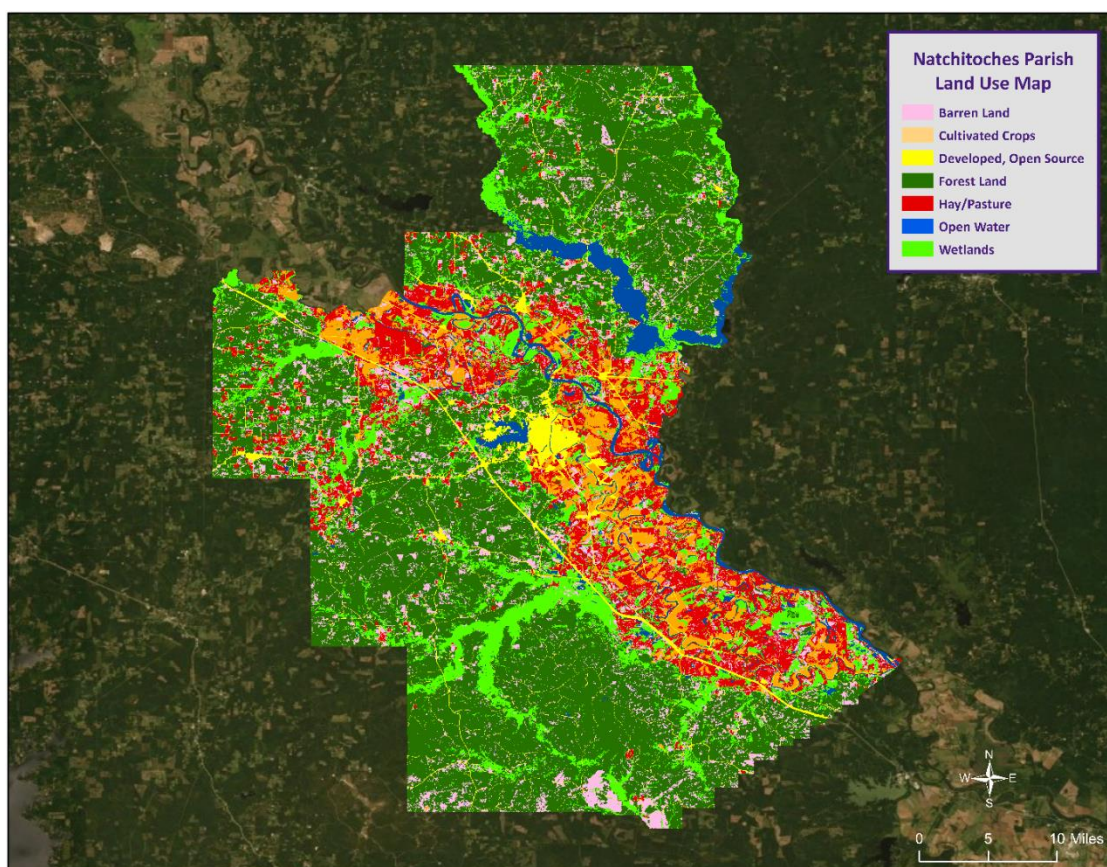 Natchitoches Parish
Land Use Map
Barren Land
Cultivated Crops
Developed, Open Source
Forest Land
Hay/Pasture
Open Water
Wetlands
N
W E
S
0 5 10 Miles